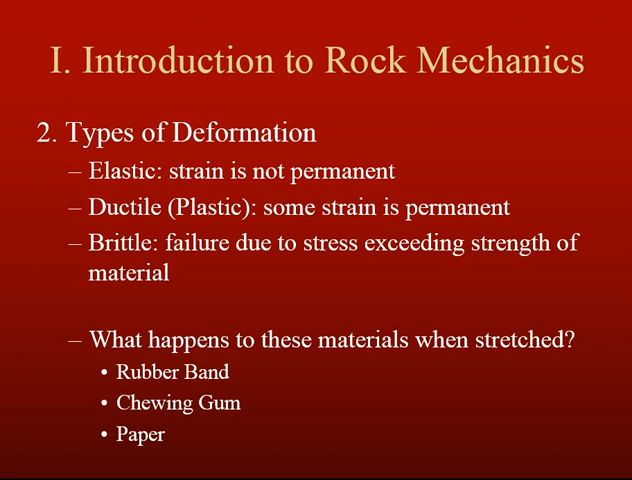 I. Introduction to Rock Mechanics
2. Types of Deformation
– Elastic: strain is not permanent
– Ductile (Plastic): some strain is permanent
– Brittle: failure due to stress exceeding strength of
material
– What happens to these materials when stretched?
• Rubber Band
• Chewing Gum
• Paper